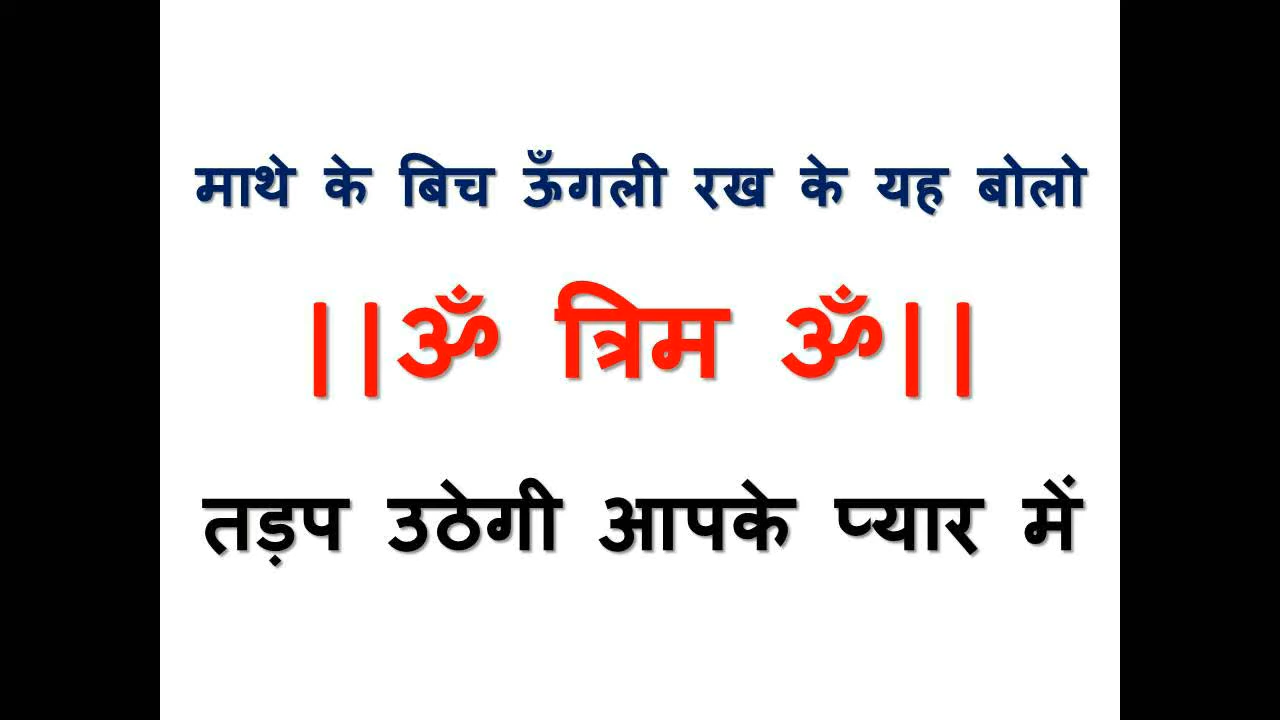 माथे के बिच ऊँगली रख के यह बोलो
||ॐ त्रिम ॐ||
तड़प उठेगी आपके प्यार में